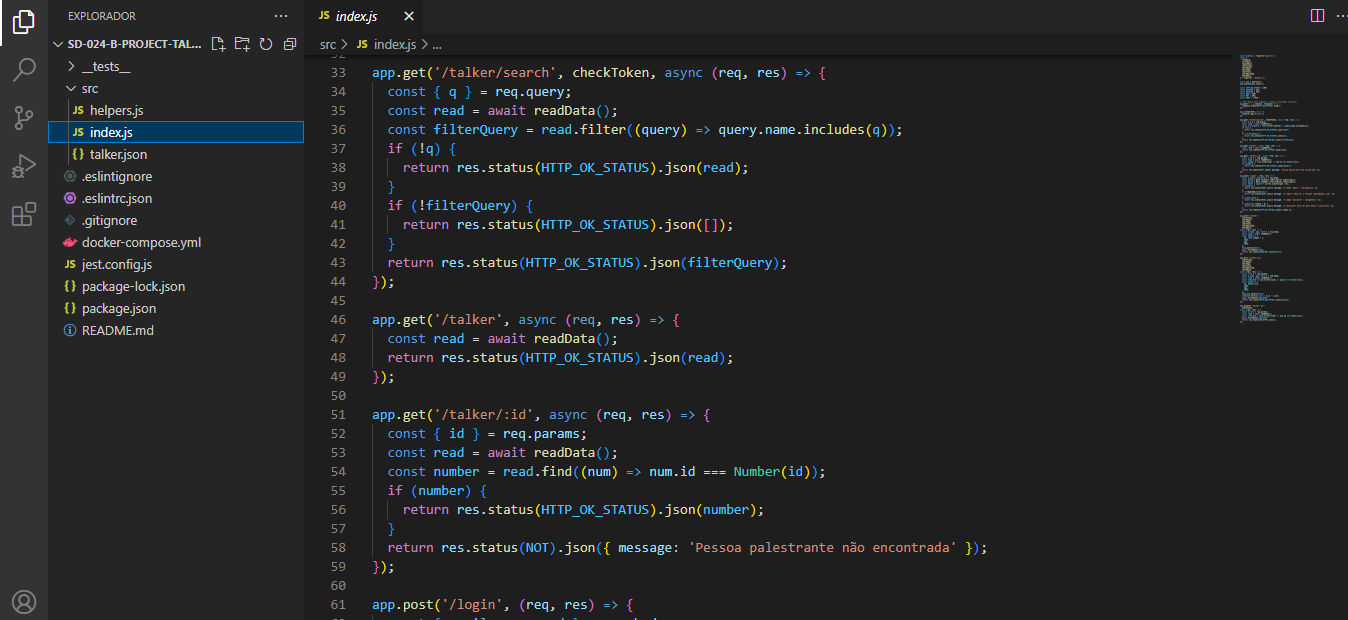 EXPLORADOR
SD-024-B-PROJECT-TAL...
__tests__
src
JS helpers.js
JS index.js
{} talker.json
.eslintignore
.eslintrc.json
.gitignore
docker-compose.yml
JS jest.config.js
{} package-lock.json
{} package.json
README.md
JS index.js
src > JS index.js > ...
33 app.get('/talker/search', checkToken, async (req, res) => {
34 const { q } = req.query;
35 const read = await readData();
36 const filterQuery = read.filter((query) => query.name.includes(q));
37 if (!q) {
38 return res.status(HTTP_OK_STATUS).json(read);
39 }
40 if (!filterQuery) {
41 return res.status(HTTP_OK_STATUS).json([]);
42 }
43 return res.status(HTTP_OK_STATUS).json(filterQuery);
44 });
45
46 app.get('/talker', async (req, res) => {
47 const read = await readData();
48 return res.status(HTTP_OK_STATUS).json(read);
49 });
50
51 app.get('/talker/:id', async (req, res) => {
52 const { id } = req.params;
53 const read = await readData();
54 const number = read.find((num) => num.id === Number(id));
55 if (number) {
56 return res.status(HTTP_OK_STATUS).json(number);
57 }
58 return res.status(NOT).json({ message: 'Pessoa palestrante não encontrada' });
59 });
60
61 app.post('/login', (req, res) => {